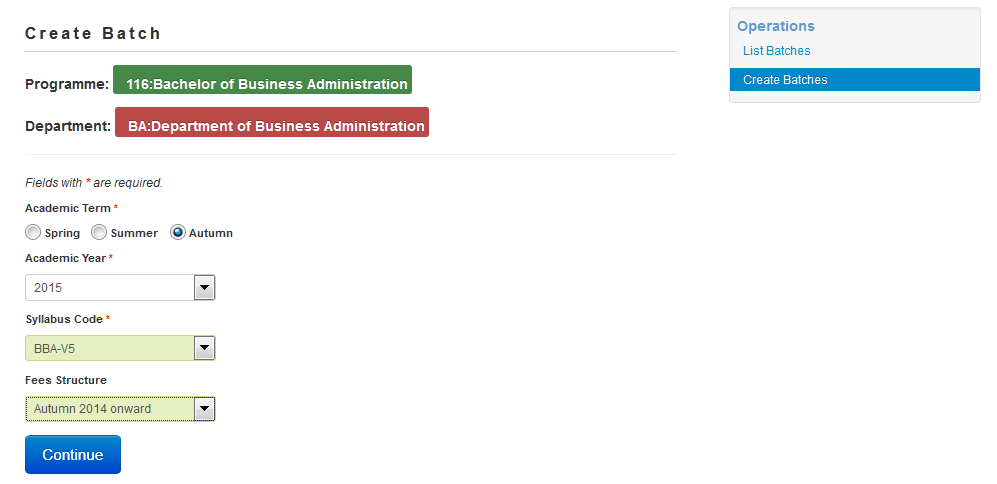 Create Batch
Programme: 116:Bachelor of Business Administration
Department: BA:Department of Business Administration
Fields with * are required.
Academic Term *
Spring Summer Autumn
Academic Year *
2015
Syllabus Code *
BBA-V5
Fees Structure
Autumn 2014 onward
Continue
Operations
List Batches
Create Batches